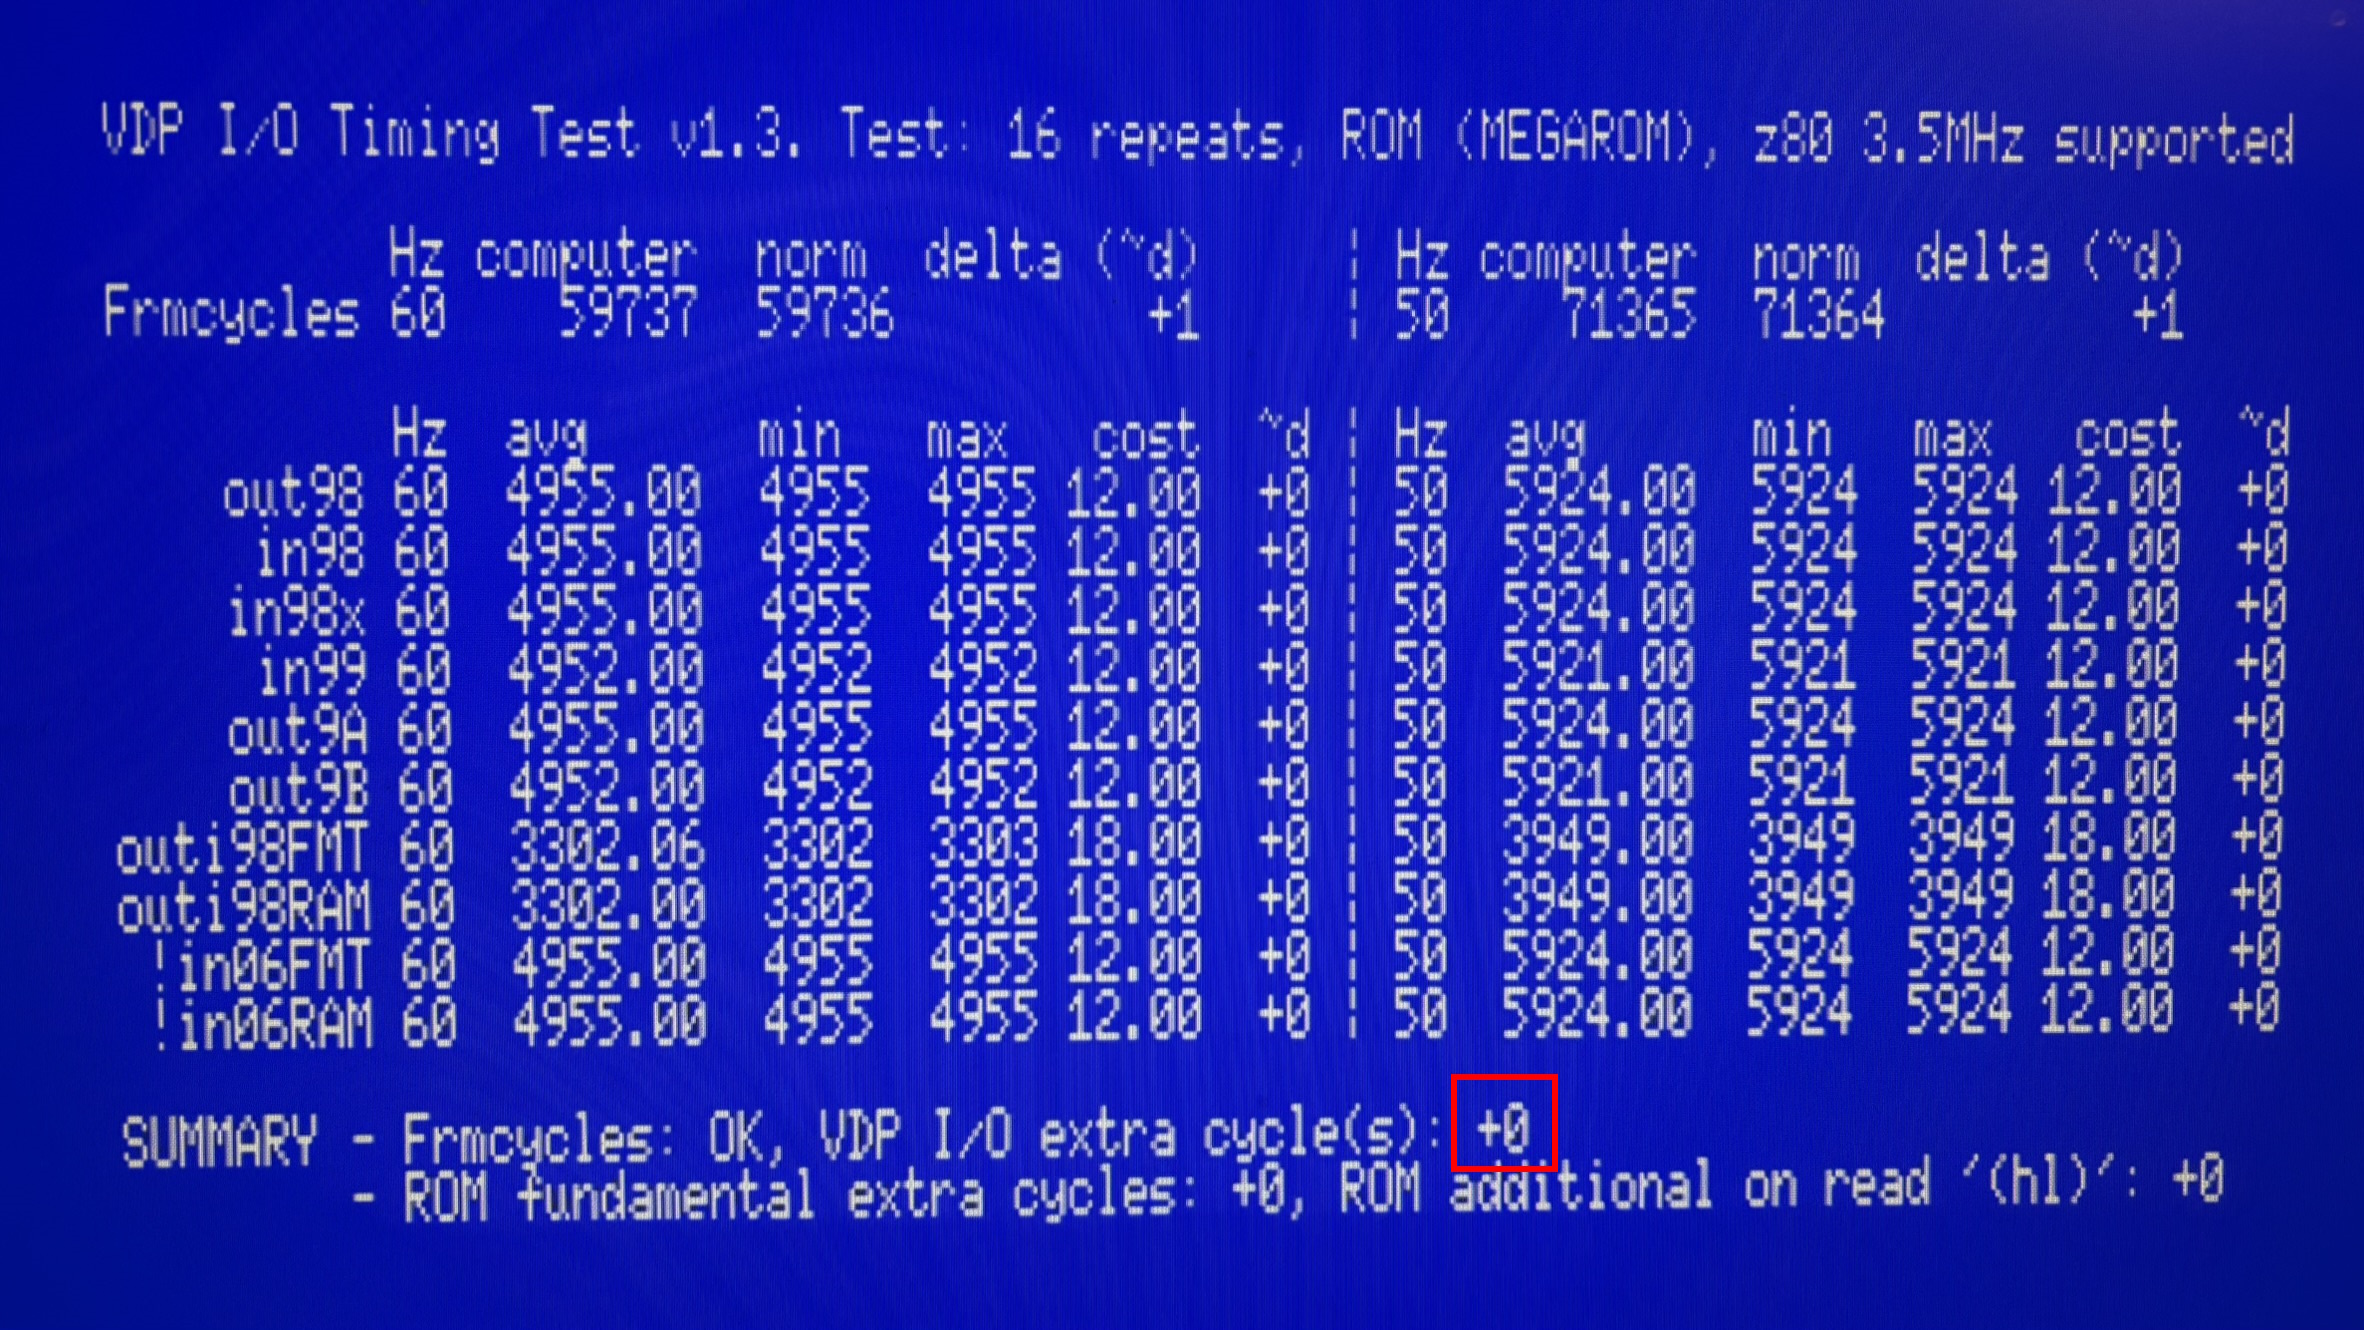 VDP I/O Timing Test v1.3. Test: 16 repeats, ROM (MEGAROM), z80 3.5MHz supported
Hz computer norm delta (~d) ¦ Hz computer norm delta (~d)
Frmcycles 60 59737 59736 +1 ¦ 50 71365 71364 +1
Hz avg min max cost ~d ¦ Hz avg min max cost ~d
out98 60 4955.00 4955 4955 12.00 +0 ¦ 50 5924.00 5924 5924 12.00 +0
in98 60 4955.00 4955 4955 12.00 +0 ¦ 50 5924.00 5924 5924 12.00 +0
in98x 60 4955.00 4955 4955 12.00 +0 ¦ 50 5924.00 5924 5924 12.00 +0
in99 60 4952.00 4952 4952 12.00 +0 ¦ 50 5921.00 5921 5921 12.00 +0
out9A 60 4955.00 4955 4955 12.00 +0 ¦ 50 5924.00 5924 5924 12.00 +0
out9B 60 4952.00 4952 4952 12.00 +0 ¦ 50 5921.00 5921 5921 12.00 +0
outi98FMT 60 3302.06 3302 3303 18.00 +0 ¦ 50 3949.00 3949 3949 18.00 +0
outi98RAM 60 3302.00 3302 3302 18.00 +0 ¦ 50 3949.00 3949 3949 18.00 +0
!in06FMT 60 4955.00 4955 4955 12.00 +0 ¦ 50 5924.00 5924 5924 12.00 +0
!in06RAM 60 4955.00 4955 4955 12.00 +0 ¦ 50 5924.00 5924 5924 12.00 +0
SUMMARY - Frmcycles: OK, VDP I/O extra cycle(s): +0
- ROM fundamental extra cycles: +0, ROM additional on read '(hl)': +0